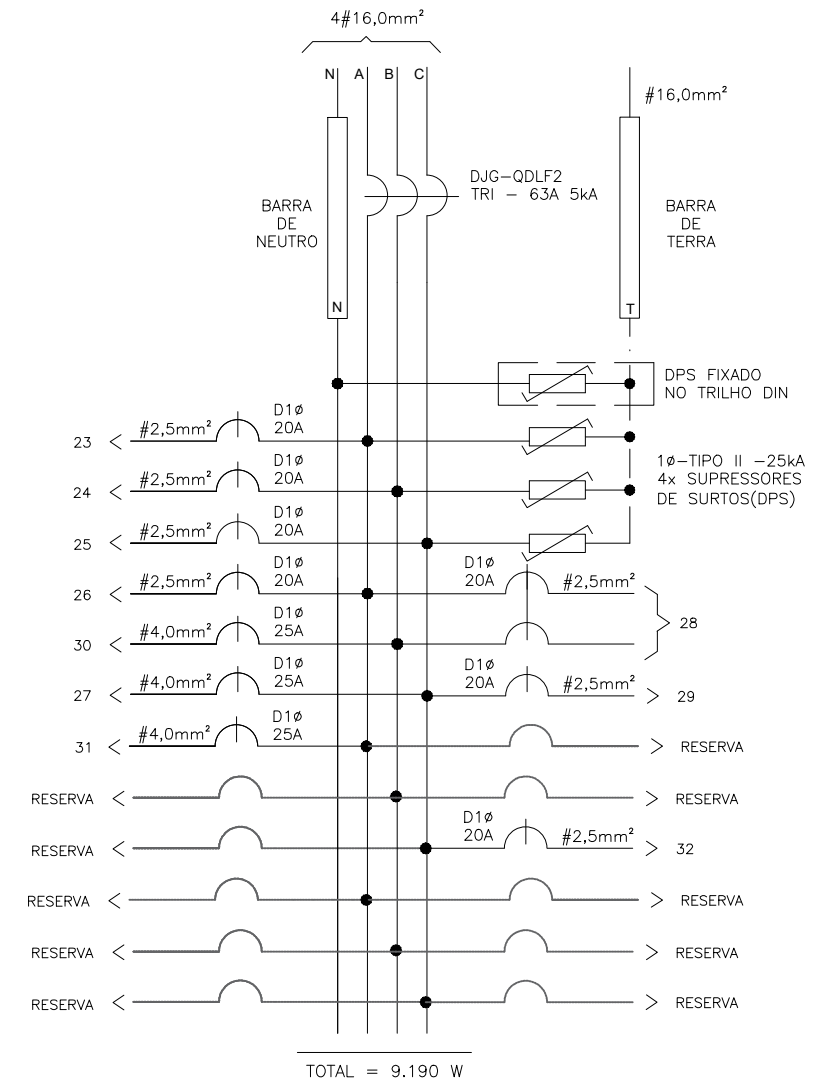 4#16,0mm²
N A B C
#16,0mm²
DJG-QDLF2
TRI - 63A 5kA
BARRA
DE
NEUTRO
BARRA
DE
TERRA
N
T
DPS FIXADO
NO TRILHO DIN
23 #2,5mm² D1ø
20A
1ø-TIPO II -25kA
4x SUPRESSORES
DE SURTOS(DPS)
24 #2,5mm² D1ø
20A
25 #2,5mm² D1ø
20A
26 #2,5mm² D1ø
20A
D1ø
20A #2,5mm²
28
30 #4,0mm² D1ø
25A
27 #4,0mm² D1ø
25A
D1ø
20A #2,5mm² 29
31 #4,0mm² D1ø
25A
RESERVA
RESERVA RESERVA
RESERVA D1ø
20A #2,5mm² 32
RESERVA RESERVA
RESERVA RESERVA
RESERVA RESERVA
TOTAL = 9.190 W